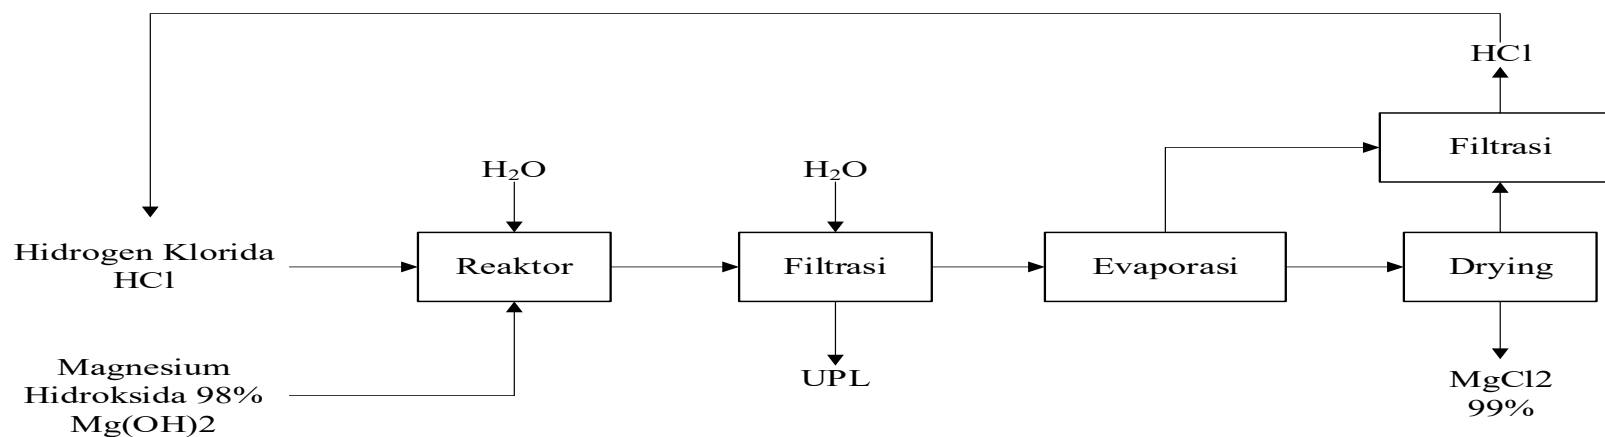 HCl
Filtrasi
H₂O
H₂O
Hidrogen Klorida
HCl
Reaktor
Filtrasi
Evaporasi
Drying
Magnesium
Hidroksida 98%
Mg(OH)2
UPL
MgCl2
99%